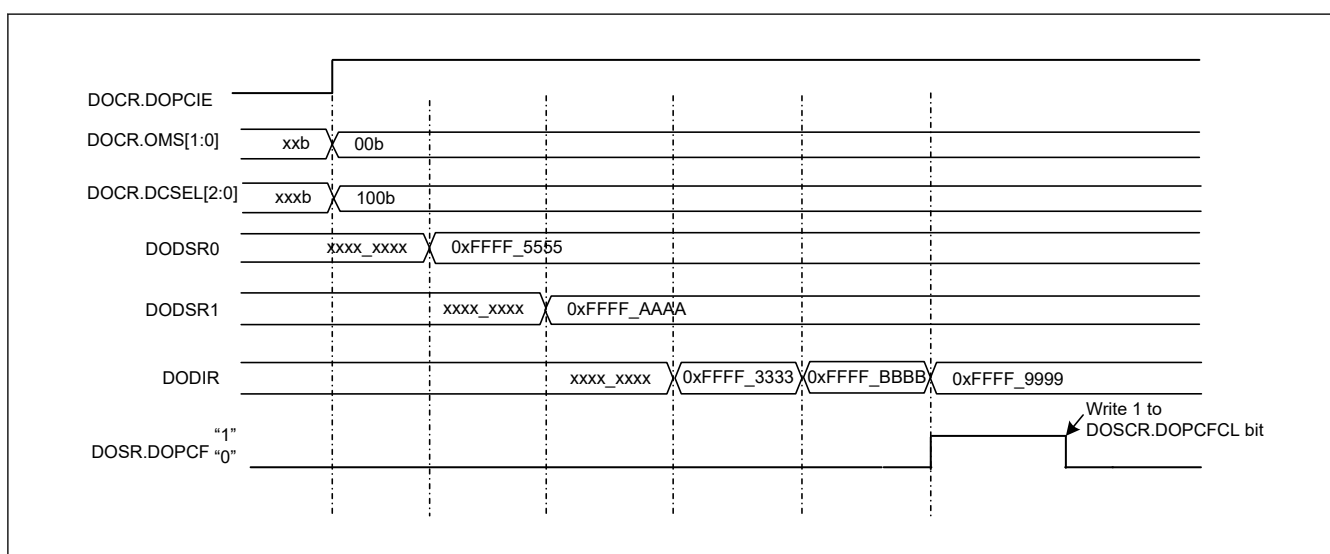 DOCR.DOPCIE
DOCR.OMS[1:0] xxb 00b
DOCR.DCSEL[2:0] xxxb 100b
DODSR0 xxxx_xxxx 0xFFFF_5555
DODSR1 xxxx_xxxx 0xFFFF_AAAA
DODIR xxxx_xxxx 0xFFFF_3333 0xFFFF_BBBB 0xFFFF_9999
Write 1 to
DOSCR.DOPCFCL bit
“1”
DOSR.DOPCF “0”